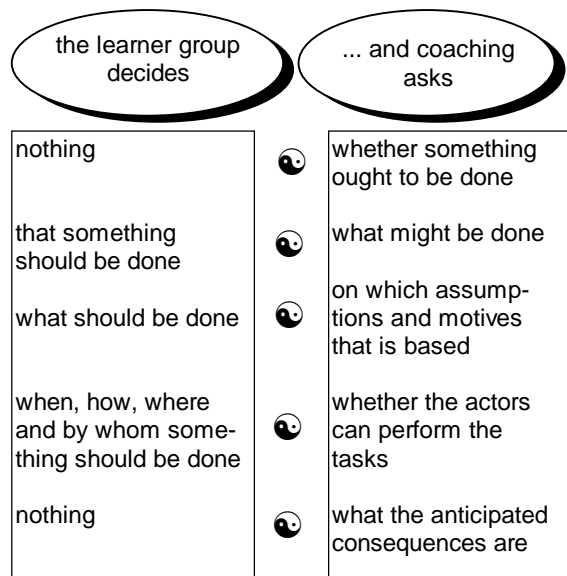 the learner group
decides
... and coaching
asks
nothing
whether something
ought to be done
that something
should be done
what might be done
what should be done
on which assump-
tions and motives
that is based
when, how, where
and by whom some-
thing should be done
whether the actors
can perform the
tasks
nothing
what the anticipated
consequences are